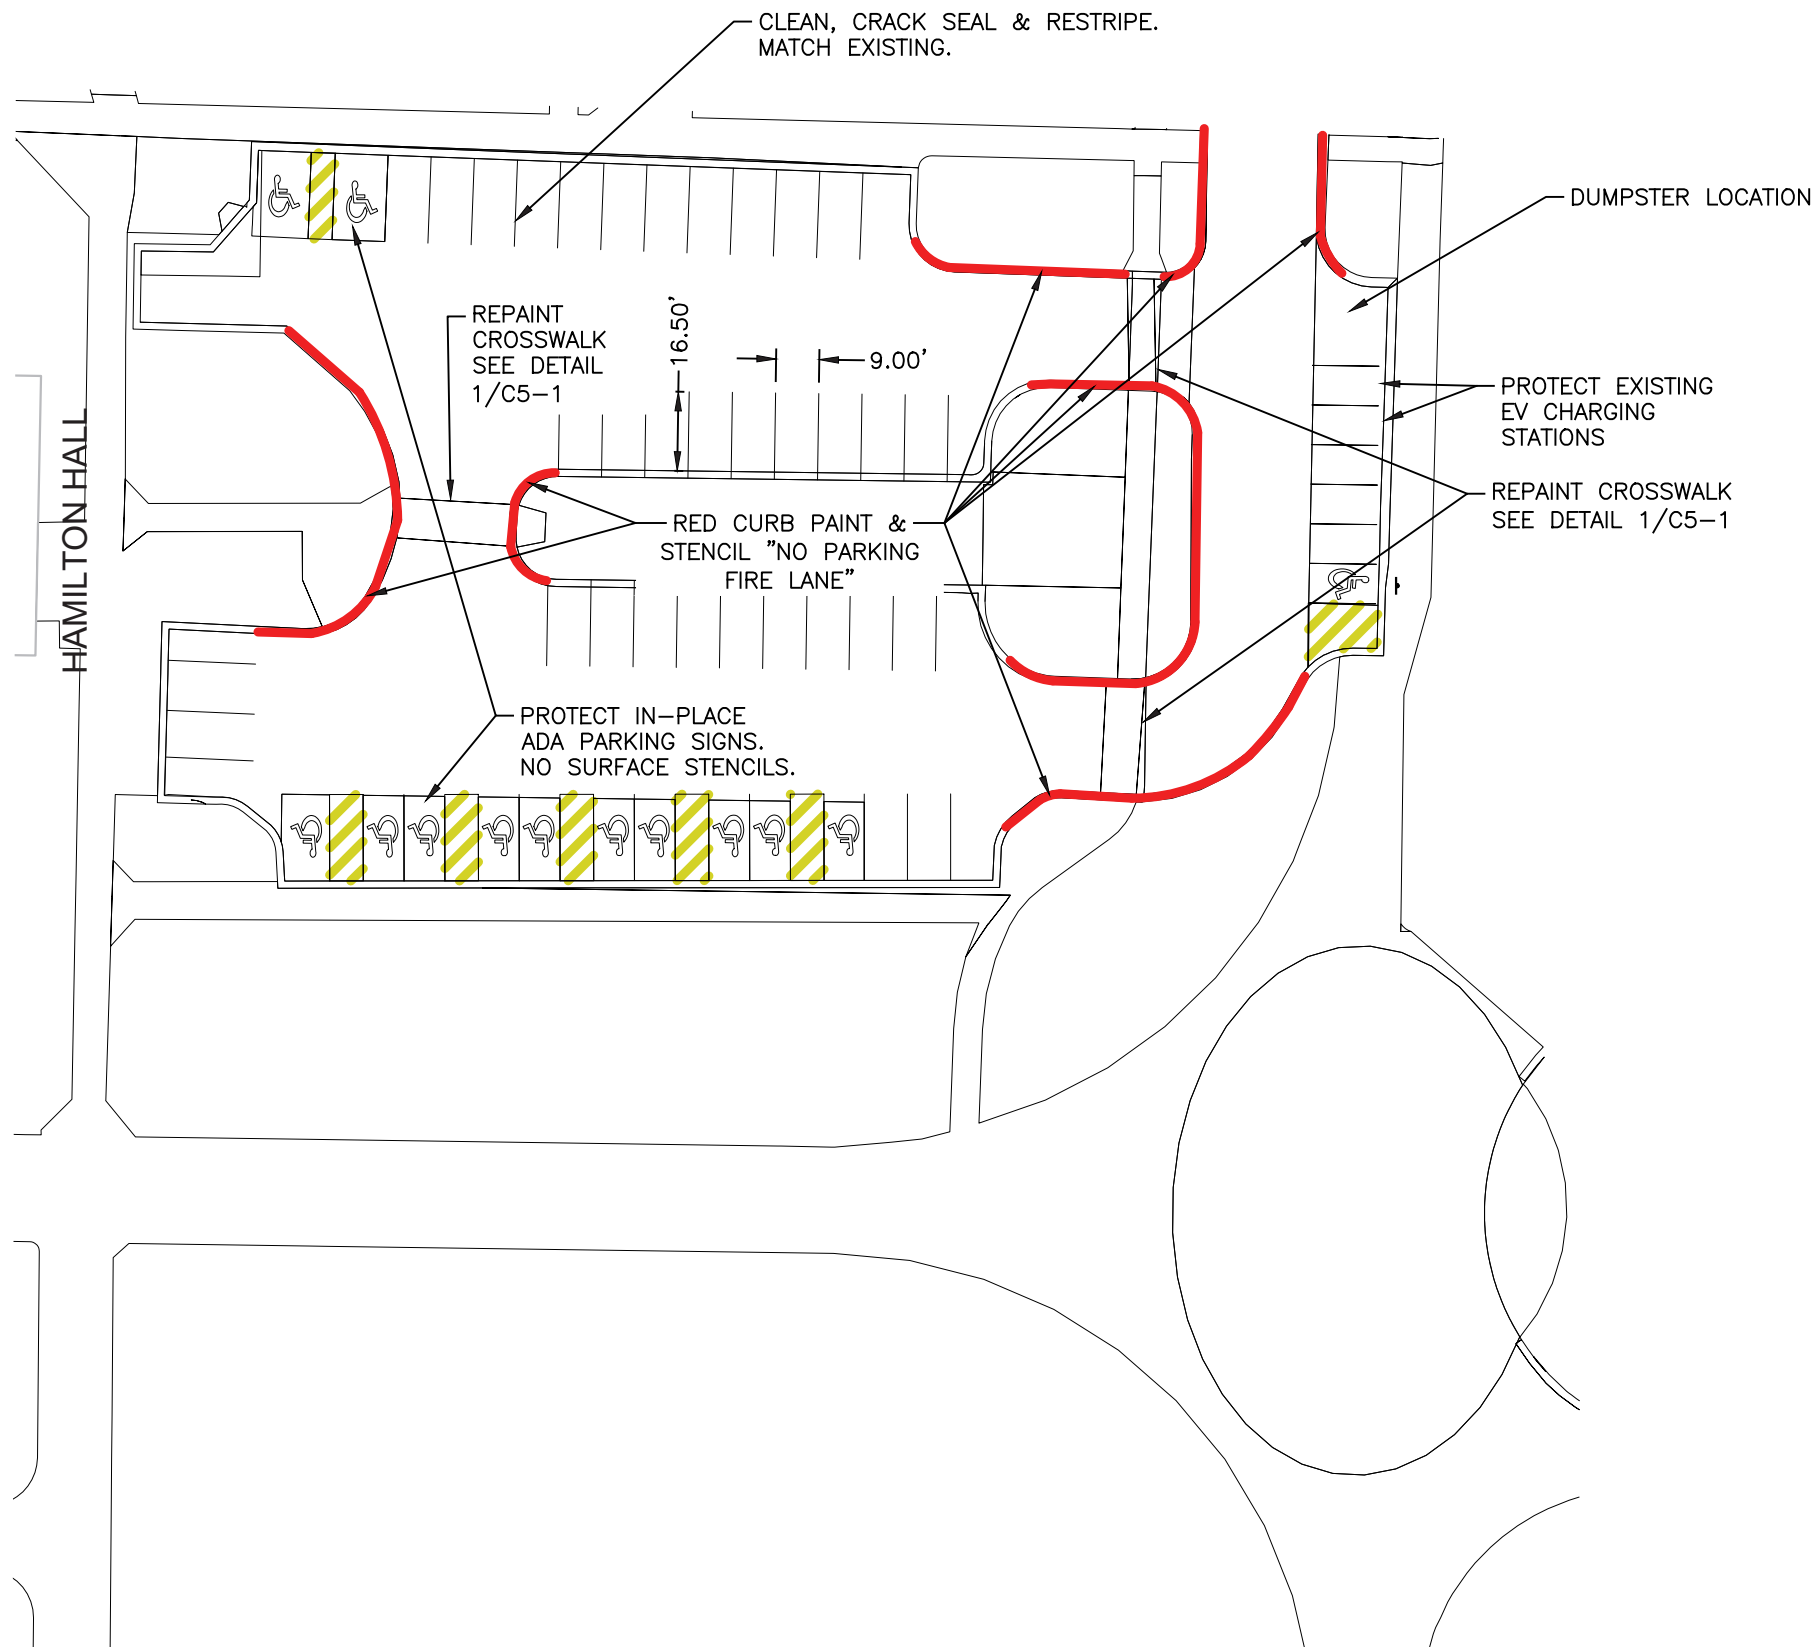 CLEAN, CRACK SEAL & RESTRIPE.
MATCH EXISTING.
DUMPSTER LOCATION
REPAINT
CROSSWALK
SEE DETAIL
1/C5-1
16.50'
9.00'
PROTECT EXISTING
EV CHARGING
STATIONS
HAMILTON HALL
REPAINT CROSSWALK
SEE DETAIL 1/C5-1
RED CURB PAINT &
STENCIL "NO PARKING
FIRE LANE"
PROTECT IN-PLACE
ADA PARKING SIGNS.
NO SURFACE STENCILS.